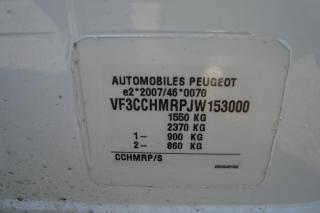 AUTOMOBILES PEUGEOT
e2*2007/46*0070
VF3CCHMRPJW153000
1550 KG
2370 KG
1- 900 KG
2- 860 KG
CCHMRP/S